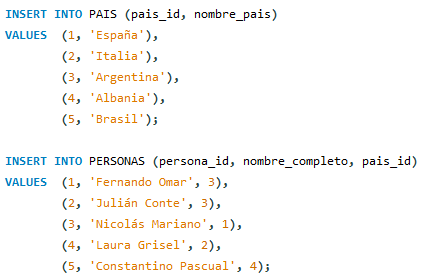 INSERT INTO PAIS (pais_id, nombre_pais)
VALUES (1, 'España'),
(2, 'Italia'),
(3, 'Argentina'),
(4, 'Albania'),
(5, 'Brasil');
INSERT INTO PERSONAS (persona_id, nombre_completo, pais_id)
VALUES (1, 'Fernando Omar', 3),
(2, 'Julián Conte', 3),
(3, 'Nicolás Mariano', 1),
(4, 'Laura Grisel', 2),
(5, 'Constantino Pascual', 4);